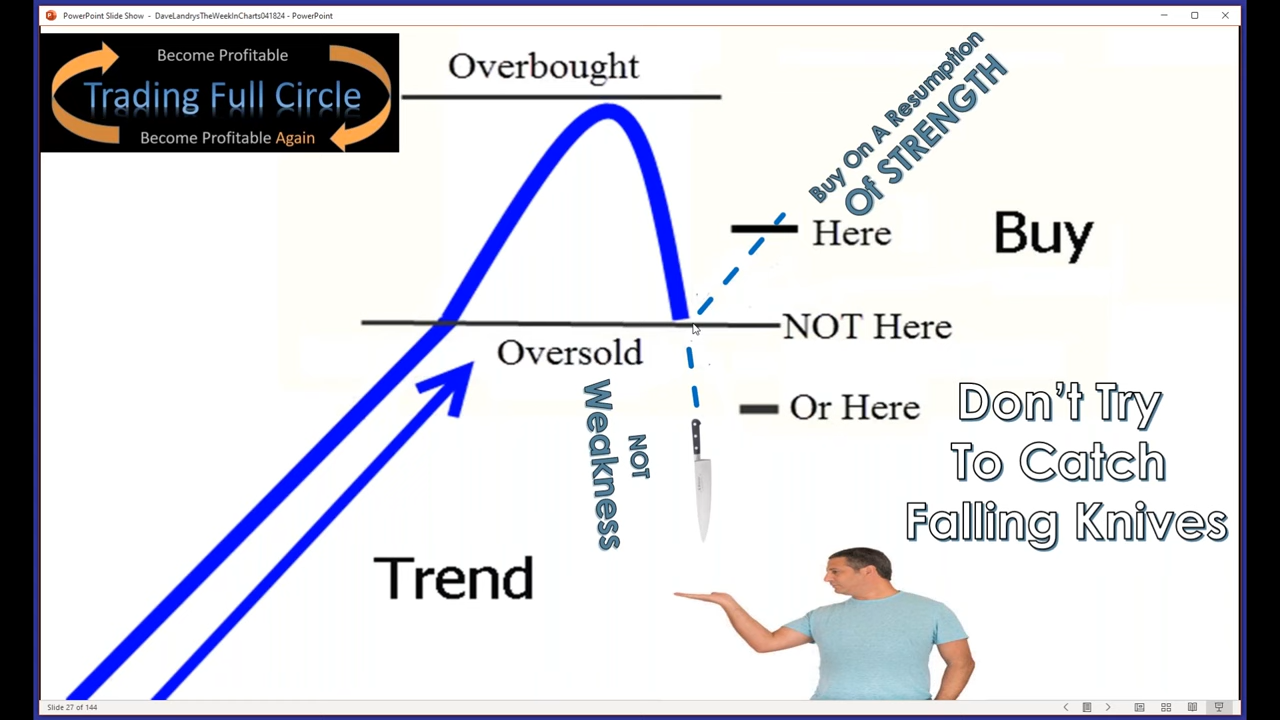 PowerPoint Slide Show - DaveLandrysTheWeekInCharts041824 - PowerPoint
Become Profitable
Trading Full Circle
Become Profitable Again
Overbought
Buy On A Resumption
Of STRENGTH
Here
Buy
NOT Here
Oversold
Or Here
NOT
Weakness
Don't Try
To Catch
Falling Knives
Trend
Slide 27 of 144